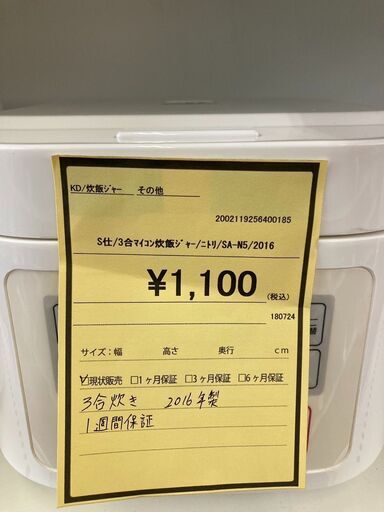 KD/炊飯ジャー その他
2002119256400185
S仕/3合マイコン炊飯ジャー/ニトリ/SA-N5/2016
¥1,100 (税込)
180724
サイズ:幅 高さ 奥行 cm
☑現状販売 □1ヶ月保証 □3ヶ月保証 □6ヶ月保証
3合炊き 2016年製
1週間保証